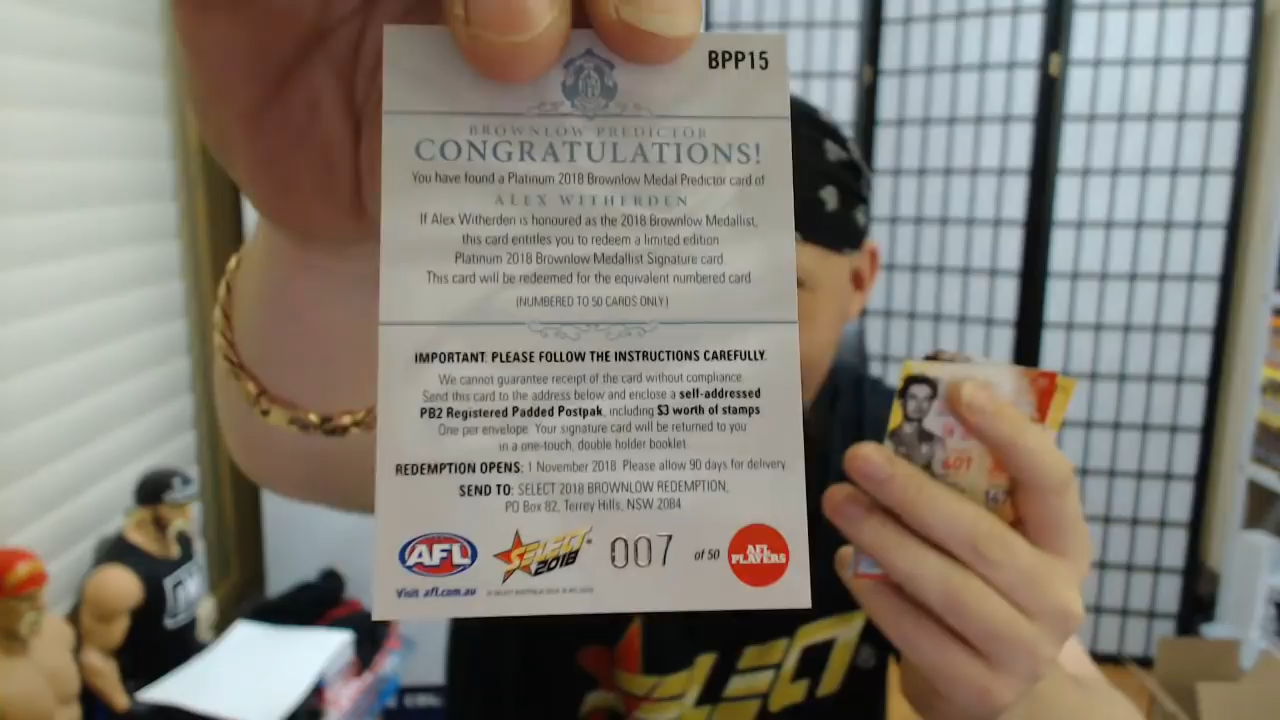 BPP15
BROWNLOW PREDICTOR
CONGRATULATIONS!
You have found a Platinum 2018 Brownlow Medal Predictor card of
ALEX WITHERDEN
If Alex Witherden is honoured as the 2018 Brownlow Medallist,
this card entitles you to redeem a limited edition
Platinum 2018 Brownlow Medallist Signature card
This card will be redeemed for the equivalent numbered card
(NUMBERED TO 50 CARDS ONLY)
IMPORTANT: PLEASE FOLLOW THE INSTRUCTIONS CAREFULLY.
We cannot guarantee receipt of the card without compliance
Send this card to the address below and enclose a self-addressed
PB2 Registered Padded Postpak, including $3 worth of stamps
One per envelope. Your signature card will be returned to you
in a one-touch, double holder booklet
REDEMPTION OPENS: 1 November 2018 Please allow 90 days for delivery
SEND TO: SELECT 2018 BROWNLOW REDEMPTION,
PO Box 82, Terrey Hills, NSW 2084
AFL
SELECT 2018
007 of 50
AFL PLAYERS
Visit afl.com.au